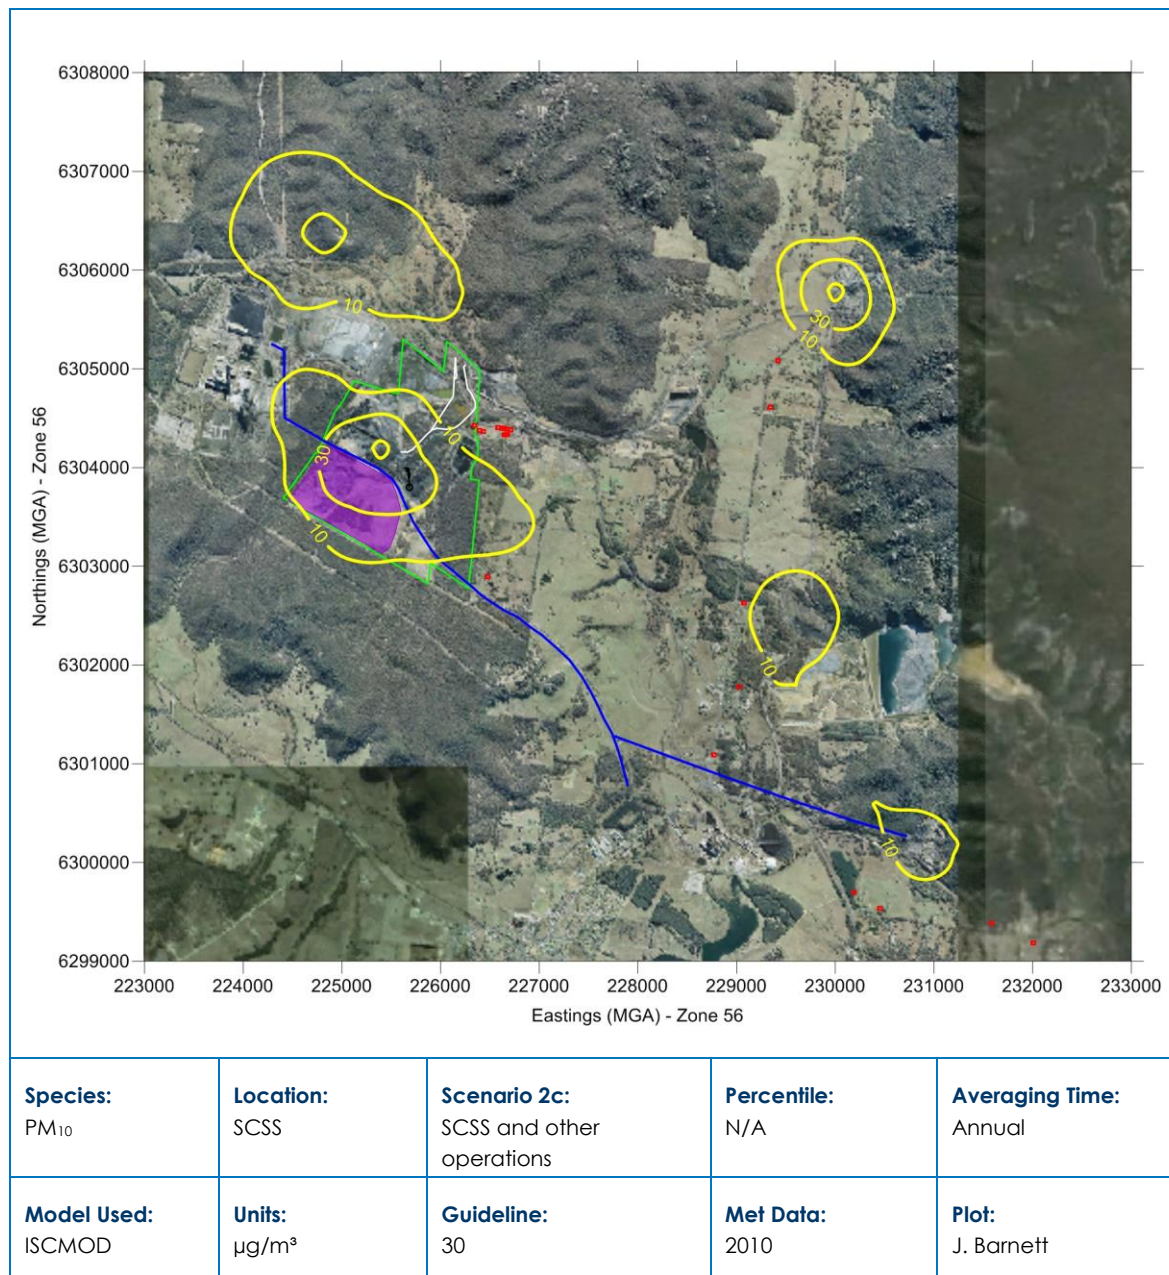 6308000
6307000
6306000
6305000
6304000
6303000
6302000
6301000
6300000
6299000
Northings (MGA) - Zone 56
10
30
10
10
30
10
10
10
223000 224000 225000 226000 227000 228000 229000 230000 231000 232000 233000
Eastings (MGA) - Zone 56
Species:
PM₁₀
Location:
SCSS
Scenario 2c:
SCSS and other
operations
Percentile:
N/A
Averaging Time:
Annual
Model Used:
ISCMOD
Units:
µg/m³
Guideline:
30
Met Data:
2010
Plot:
J. Barnett